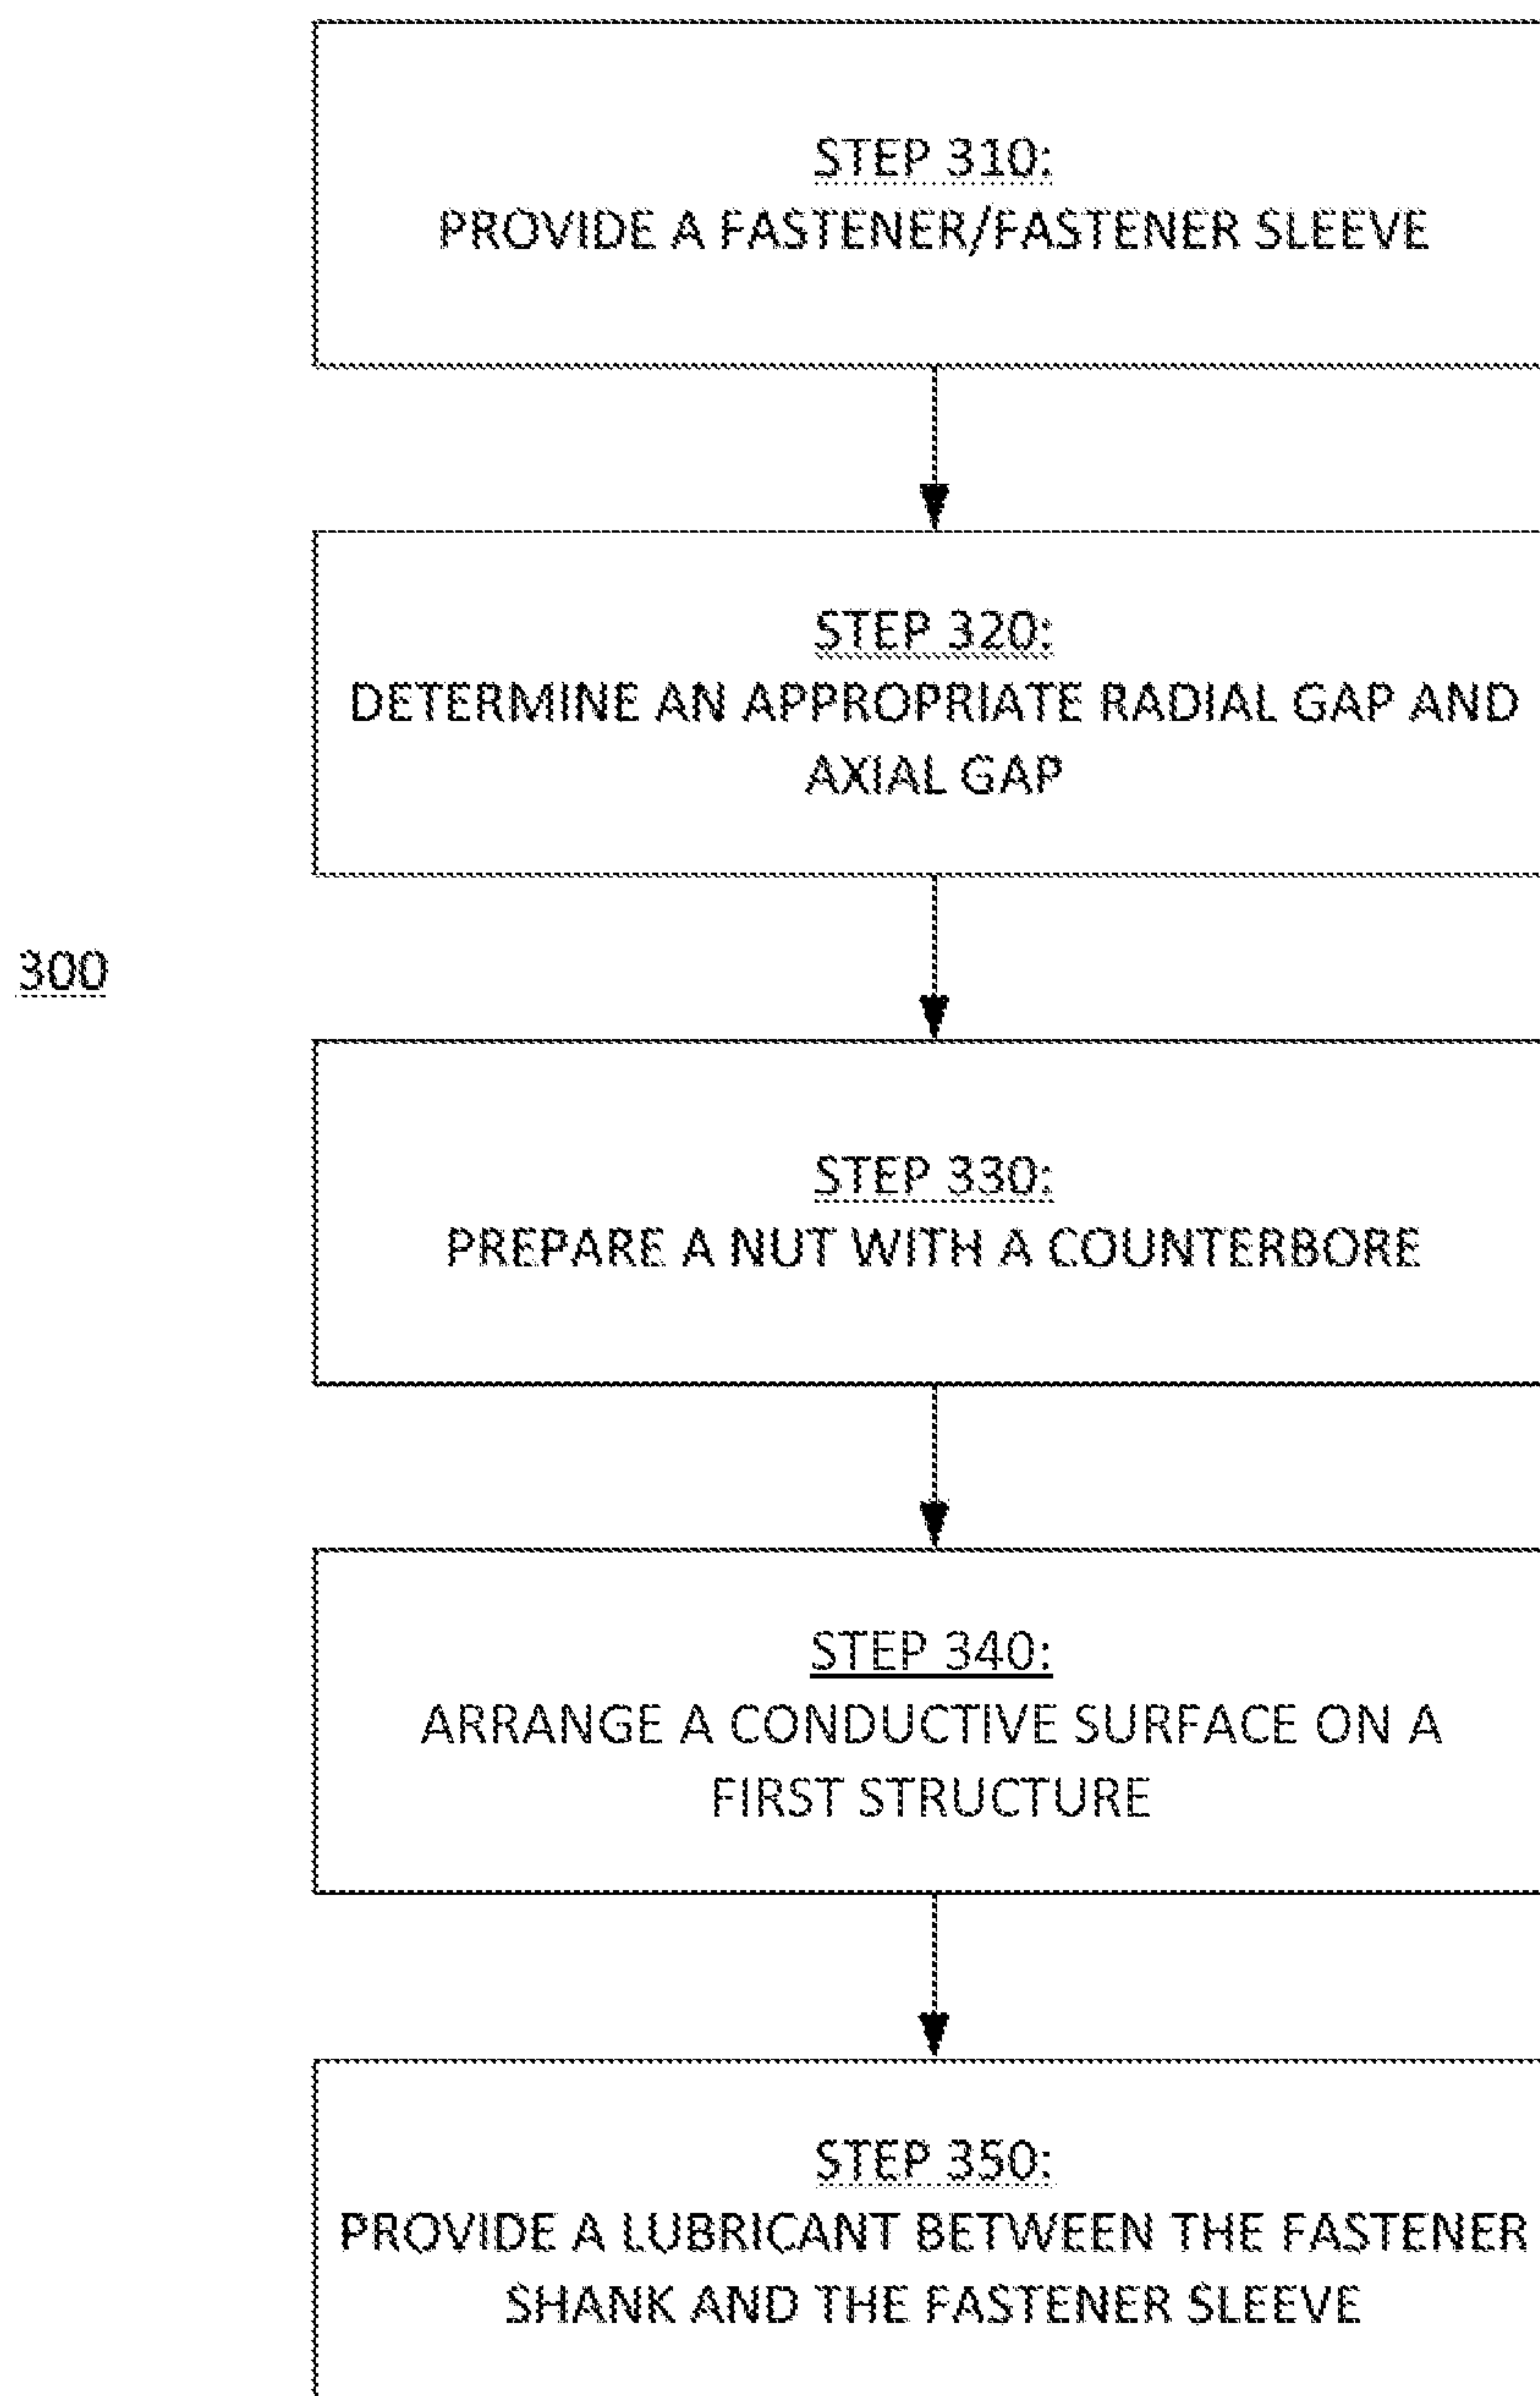 STEP 310:
PROVIDE A FASTENER/FASTENER SLEEVE
STEP 320:
DETERMINE AN APPROPRIATE RADIAL GAP AND
AXIAL GAP
300
STEP 330:
PREPARE A NUT WITH A COUNTERBORE
STEP 340:
ARRANGE A CONDUCTIVE SURFACE ON A
FIRST STRUCTURE
STEP 350:
PROVIDE A LUBRICANT BETWEEN THE FASTENER
SHANK AND THE FASTENER SLEEVE